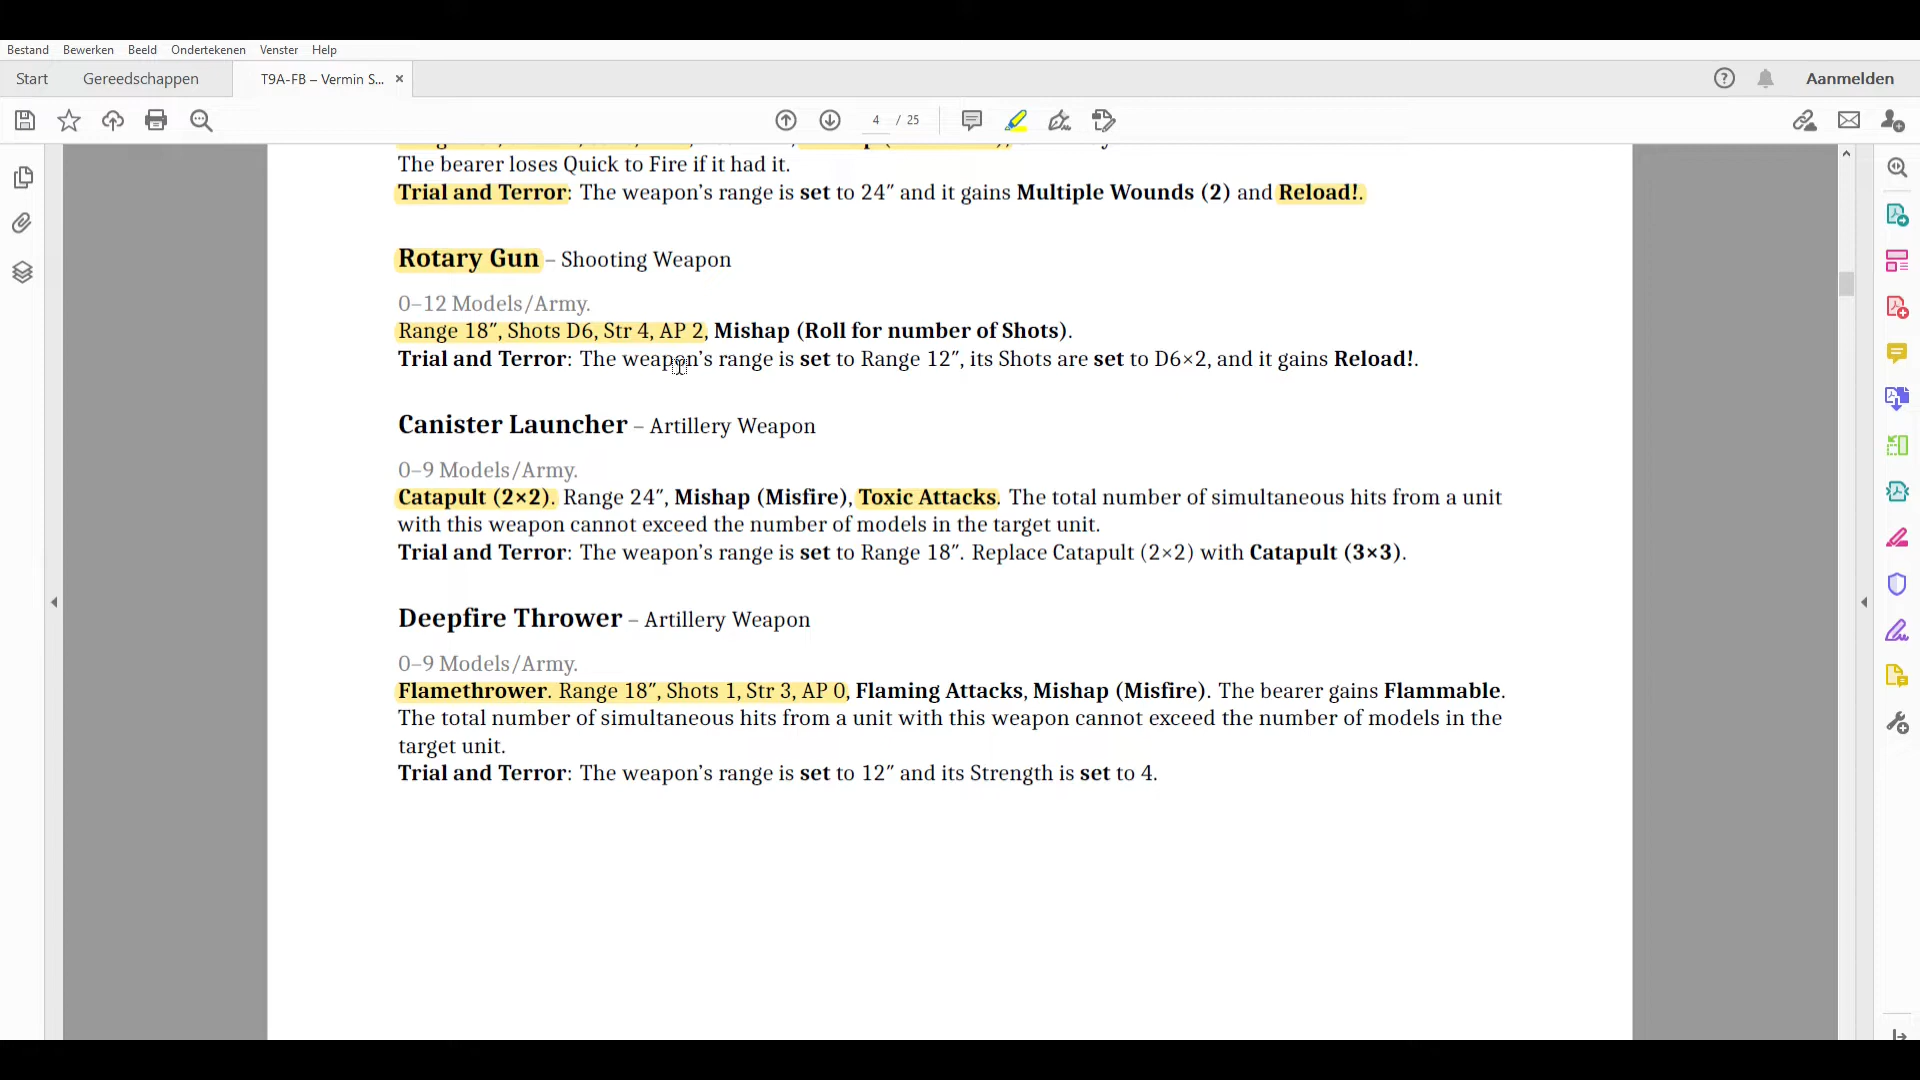 Bestand Bewerken Beeld Ondertekenen Venster Help
Start Gereedschappen T9A-FB – Vermin S... × Aanmelden
4 / 25
The bearer loses Quick to Fire if it had it.
Trial and Terror: The weapon’s range is set to 24″ and it gains Multiple Wounds (2) and Reload!.
Rotary Gun – Shooting Weapon
0–12 Models/Army.
Range 18″, Shots D6, Str 4, AP 2, Mishap (Roll for number of Shots).
Trial and Terror: The weapon’s range is set to Range 12″, its Shots are set to D6×2, and it gains Reload!.
Canister Launcher – Artillery Weapon
0–9 Models/Army.
Catapult (2×2). Range 24″, Mishap (Misfire), Toxic Attacks. The total number of simultaneous hits from a unit
with this weapon cannot exceed the number of models in the target unit.
Trial and Terror: The weapon’s range is set to Range 18″. Replace Catapult (2×2) with Catapult (3×3).
Deepfire Thrower – Artillery Weapon
0–9 Models/Army.
Flamethrower. Range 18″, Shots 1, Str 3, AP 0, Flaming Attacks, Mishap (Misfire). The bearer gains Flammable.
The total number of simultaneous hits from a unit with this weapon cannot exceed the number of models in the
target unit.
Trial and Terror: The weapon’s range is set to 12″ and its Strength is set to 4.